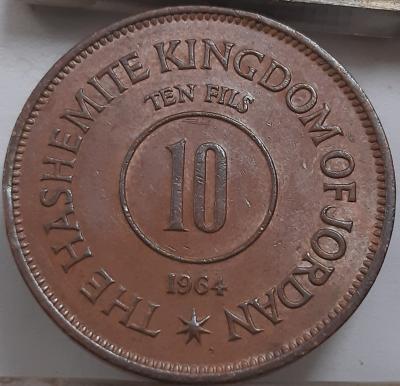 THE HASHEMITE KINGDOM OF JORDAN
TEN FILS
10
1964